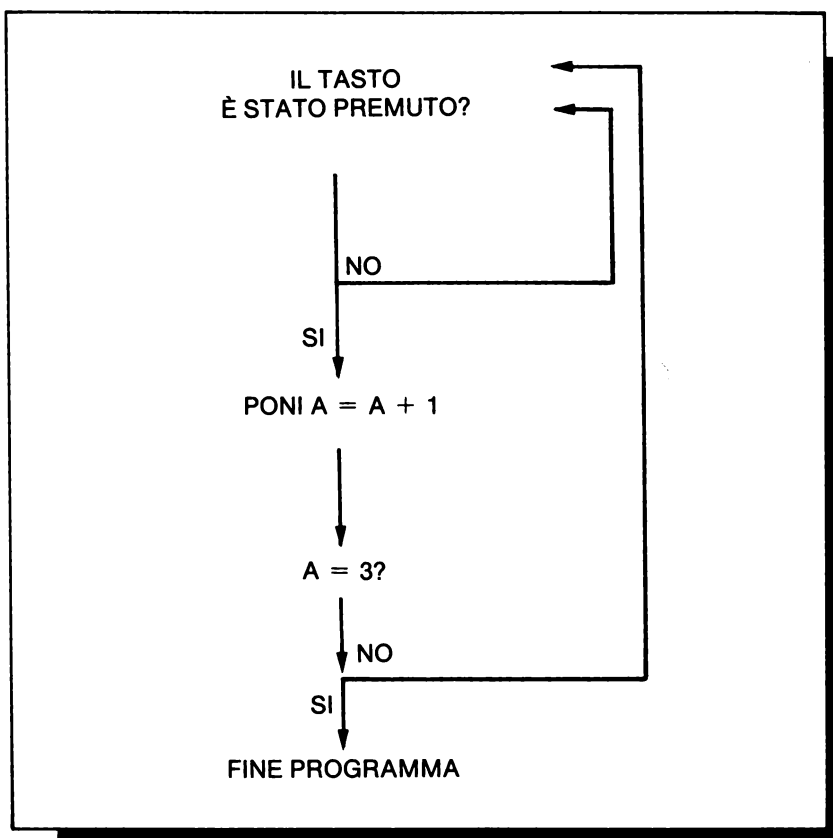 IL TASTO
È STATO PREMUTO?
NO
SI
PONI A = A + 1
A = 3?
NO
SI
FINE PROGRAMMA